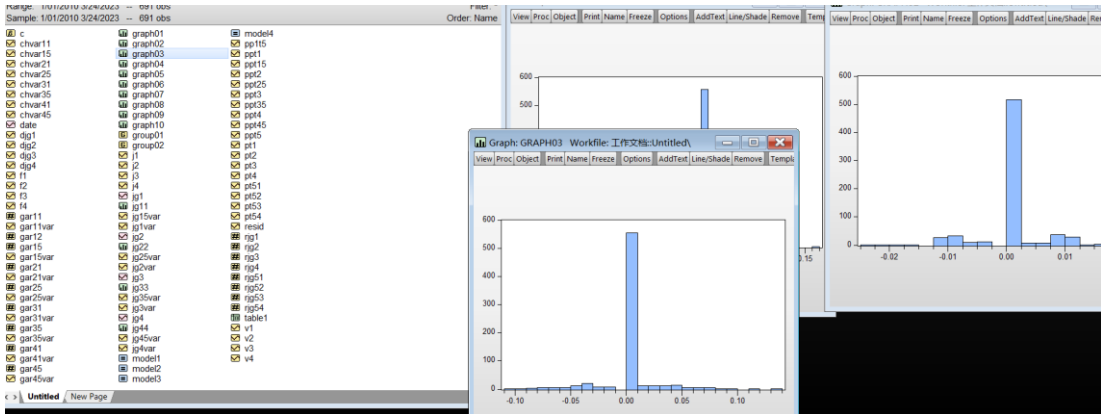 Range: 1/01/2010 3/24/2023 -- 691 obs Filter: *
Sample: 1/01/2010 3/24/2023 -- 691 obs Order: Name
c
chvar11
chvar15
chvar21
chvar25
chvar31
chvar35
chvar41
chvar45
date
djg1
djg2
djg3
djg4
f1
f2
f3
f4
gar11
gar11var
gar12
gar15
gar15var
gar21
gar21var
gar25
gar25var
gar31
gar31var
gar35
gar35var
gar41
gar41var
gar45
gar45var
graph01
graph02
graph03
graph04
graph05
graph06
graph07
graph08
graph09
graph10
group01
group02
j1
j2
j3
j4
jg1
jg11
jg15var
jg1var
jg2
jg22
jg25var
jg2var
jg3
jg33
jg35var
jg3var
jg4
jg44
jg45var
jg4var
model1
model2
model3
model4
pp1t5
ppt1
ppt15
ppt2
ppt25
ppt3
ppt35
ppt4
ppt45
ppt5
pt1
pt2
pt3
pt4
pt51
pt52
pt53
pt54
resid
rjg1
rjg2
rjg3
rjg4
rjg51
rjg52
rjg53
rjg54
table1
v1
v2
v3
v4
Untitled New Page
View Proc Object Print Name Freeze Options AddText Line/Shade Remove Temp
600
500
0.15
Graph: GRAPH03 Workfile: 工作文档::Untitled\
View Proc Object Print Name Freeze Options AddText Line/Shade Remove Templa
600
500
400
300
200
100
0
-0.10 -0.05 0.00 0.05 0.10
View Proc Object Print Name Freeze Options AddText Line/Shade Rem
600
500
400
300
200
100
0
-0.02 -0.01 0.00 0.01